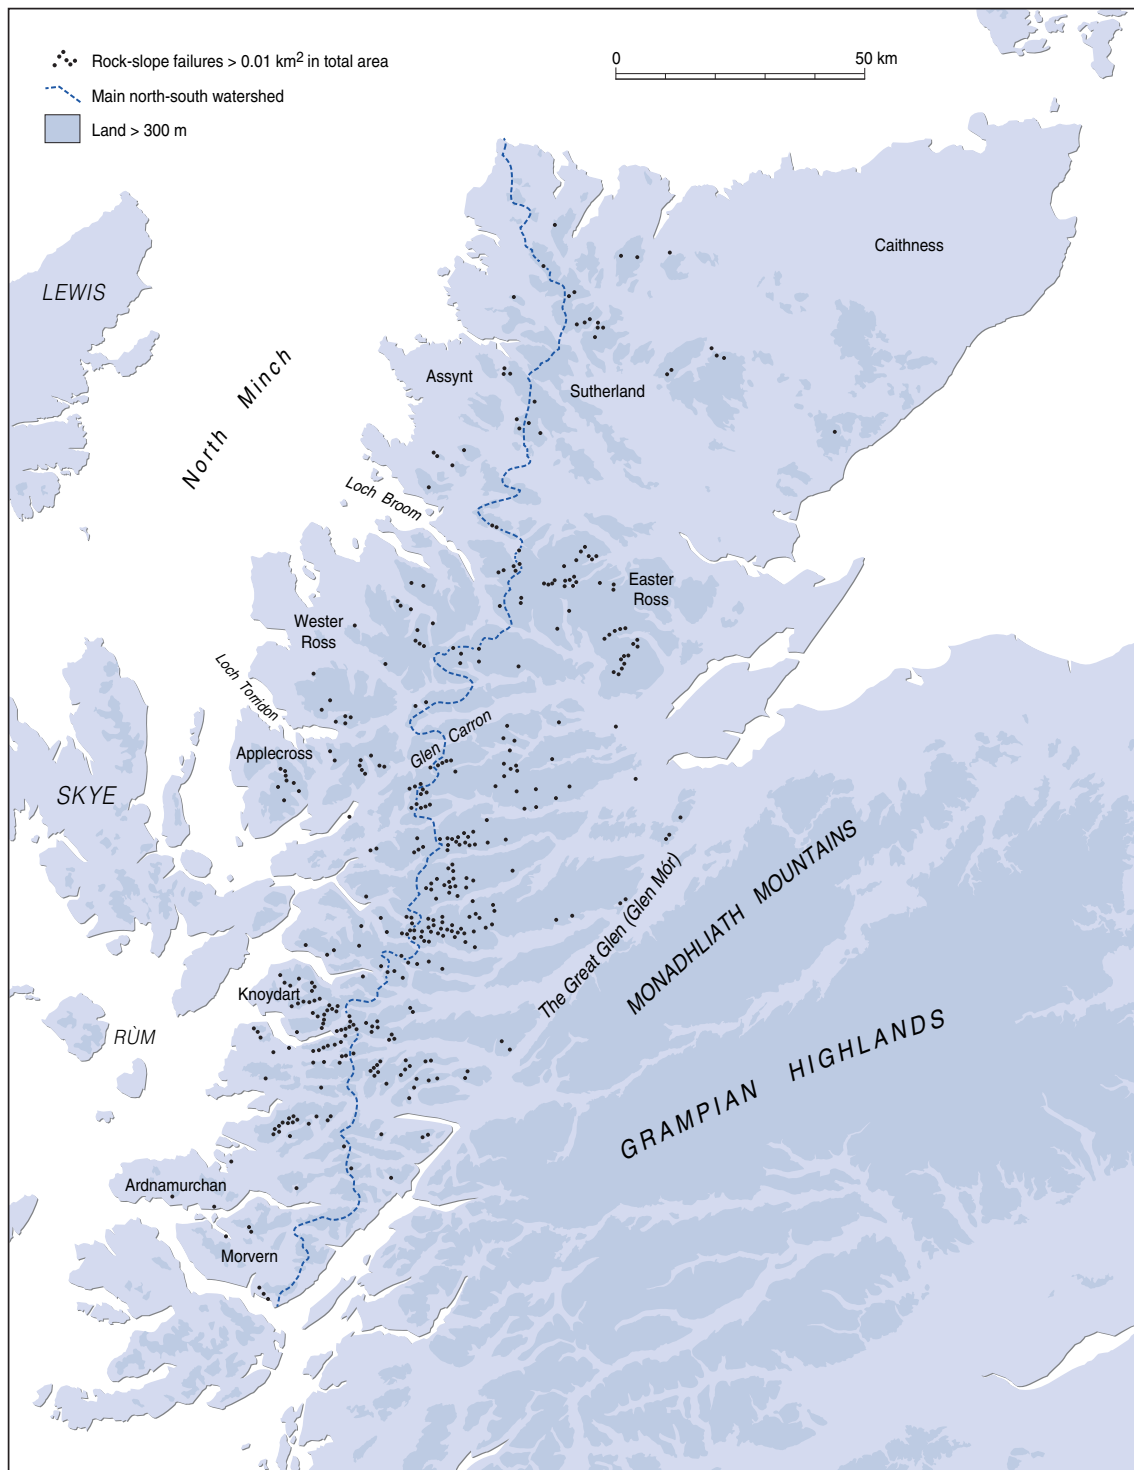 Rock-slope failures > 0.01 km² in total area
Main north-south watershed
Land > 300 m
0
50 km
Caithness
LEWIS
North Minch
Assynt
Sutherland
Loch Broom
Easter
Ross
Wester
Ross
Loch Torridon
Glen Carron
Applecross
SKYE
The Great Glen (Glen Mór)
MONADHLIATH MOUNTAINS
Knoydart
RÙM
GRAMPIAN HIGHLANDS
Ardnamurchan
Morvern